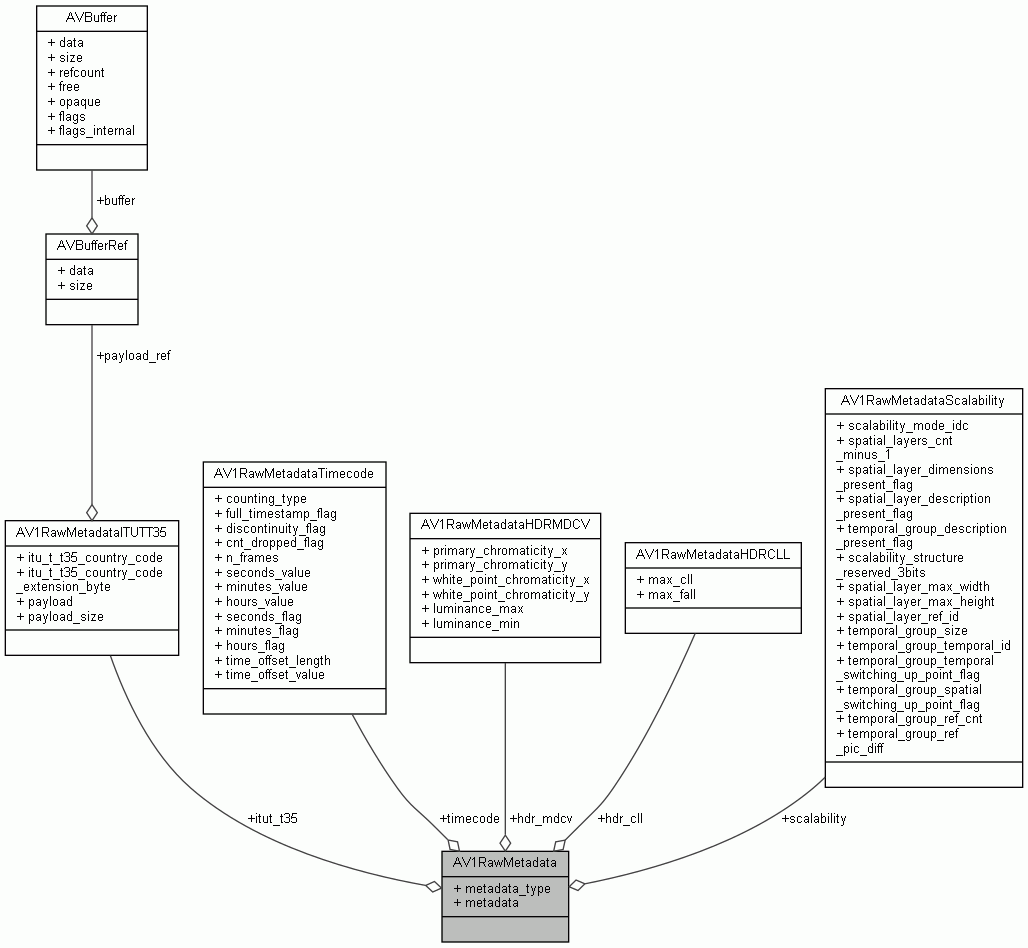 AVBuffer
+ data
+ size
+ refcount
+ free
+ opaque
+ flags
+ flags_internal
+buffer
AVBufferRef
+ data
+ size
+payload_ref
AV1RawMetadataITUTT35
+ itu_t_t35_country_code
+ itu_t_t35_country_code
_extension_byte
+ payload
+ payload_size
AV1RawMetadataTimecode
+ counting_type
+ full_timestamp_flag
+ discontinuity_flag
+ cnt_dropped_flag
+ n_frames
+ seconds_value
+ minutes_value
+ hours_value
+ seconds_flag
+ minutes_flag
+ hours_flag
+ time_offset_length
+ time_offset_value
AV1RawMetadataHDRMDCV
+ primary_chromaticity_x
+ primary_chromaticity_y
+ white_point_chromaticity_x
+ white_point_chromaticity_y
+ luminance_max
+ luminance_min
AV1RawMetadataHDRCLL
+ max_cll
+ max_fall
AV1RawMetadataScalability
+ scalability_mode_idc
+ spatial_layers_cnt
_minus_1
+ spatial_layer_dimensions
_present_flag
+ spatial_layer_description
_present_flag
+ temporal_group_description
_present_flag
+ scalability_structure
_reserved_3bits
+ spatial_layer_max_width
+ spatial_layer_max_height
+ spatial_layer_ref_id
+ temporal_group_size
+ temporal_group_temporal_id
+ temporal_group_temporal
_switching_up_point_flag
+ temporal_group_spatial
_switching_up_point_flag
+ temporal_group_ref_cnt
+ temporal_group_ref
_pic_diff
+itut_t35
+timecode
+hdr_mdcv
+hdr_cll
+scalability
AV1RawMetadata
+ metadata_type
+ metadata